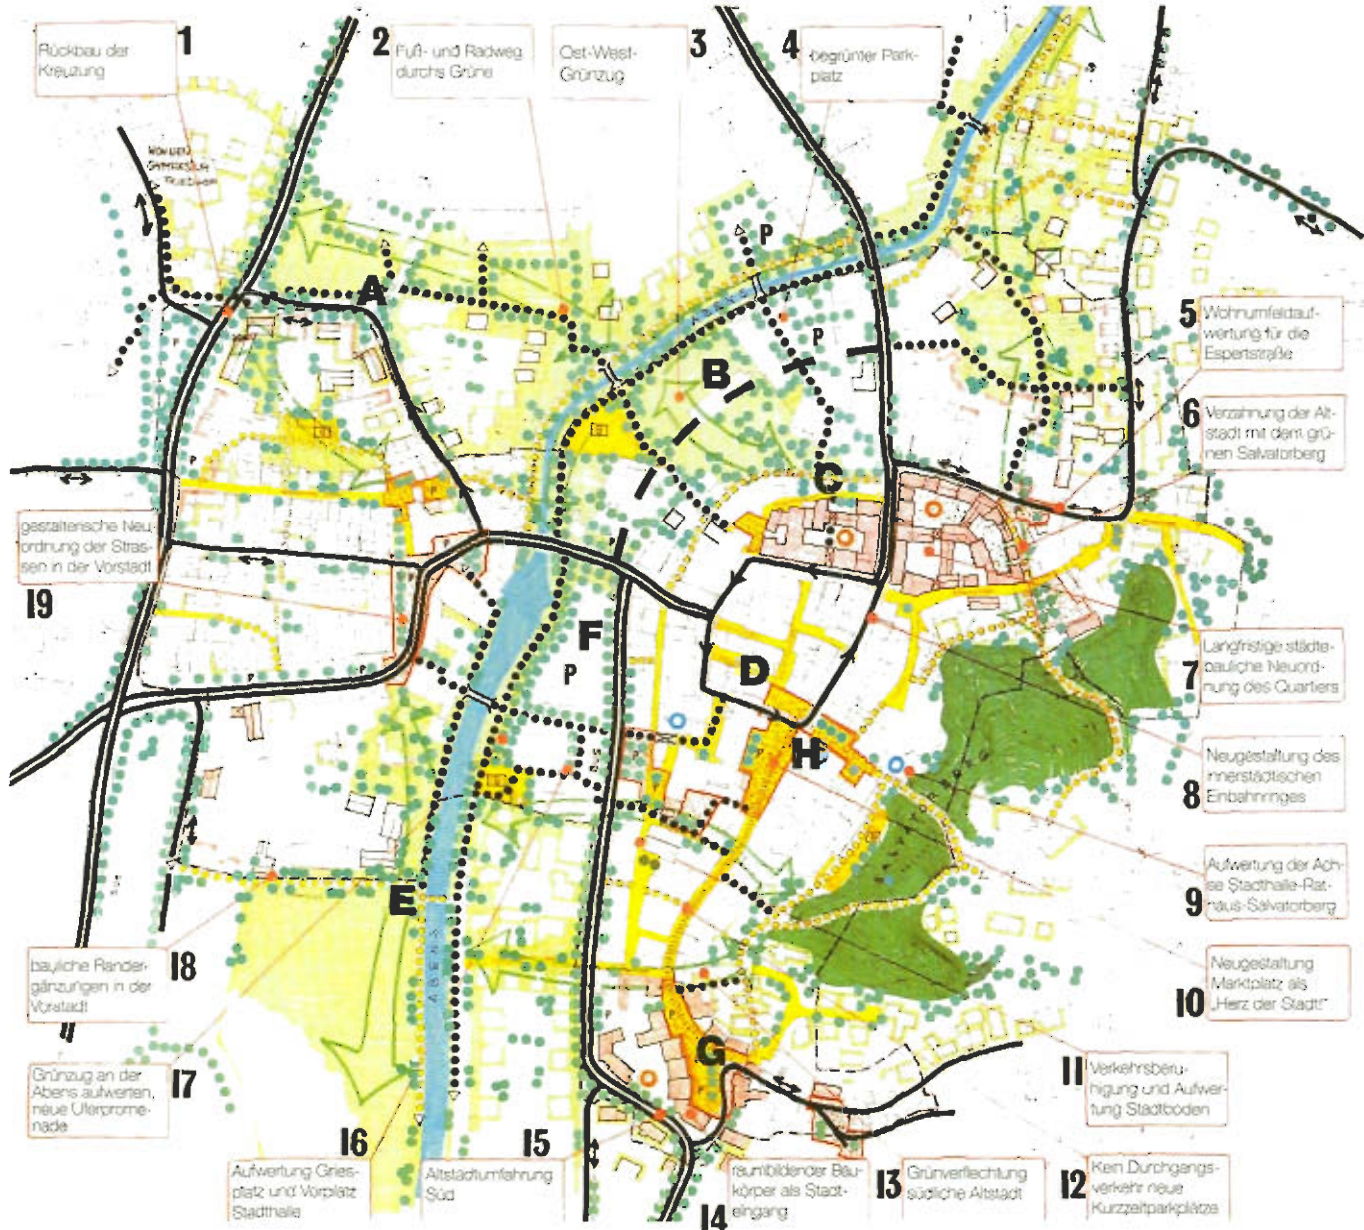 1
Rückbau der
Kreuzung
2
Fuß- und Radweg
durchs Grüne
Ost-West-
Grünzug
3
4
begrünter Park-
platz
5
Wohnumfeldauf-
wertung für die
Espertstraße
6
Verzahnung der Alt-
stadt mit dem grü-
nen Salvatorberg
7
Langfristige städte-
bauliche Neuord-
nung des Quartiers
8
Neugestaltung des
innerstädtischen
Einbahnringes
9
Aufwertung der Ach-
se Stadthalle-Rat-
haus-Salvatorberg
10
Neugestaltung
Marktplatz als
„Herz der Stadt"
11
Verkehrsberu-
higung und Aufwer-
tung Stadtboden
12
Kein Durchgangs-
verkehr neue
Kurzzeitparkplätze
13
Grünverflechtung
südliche Altstadt
14
raumbildender Bau-
körper als Stadt-
eingang
15
Altstadtumfahrung
Süd
16
Aufwertung Gries-
platz und Vorplatz
Stadthalle
17
Grünzug an der
Abens aufwerten,
neue Uferprome-
nade
18
bauliche Rander-
gänzungen in der
Vorstadt
19
gestalterische Neu-
ordnung der Stras-
sen in der Vorstadt
A
B
C
D
E
F
G
H
P
P
P
ABENS